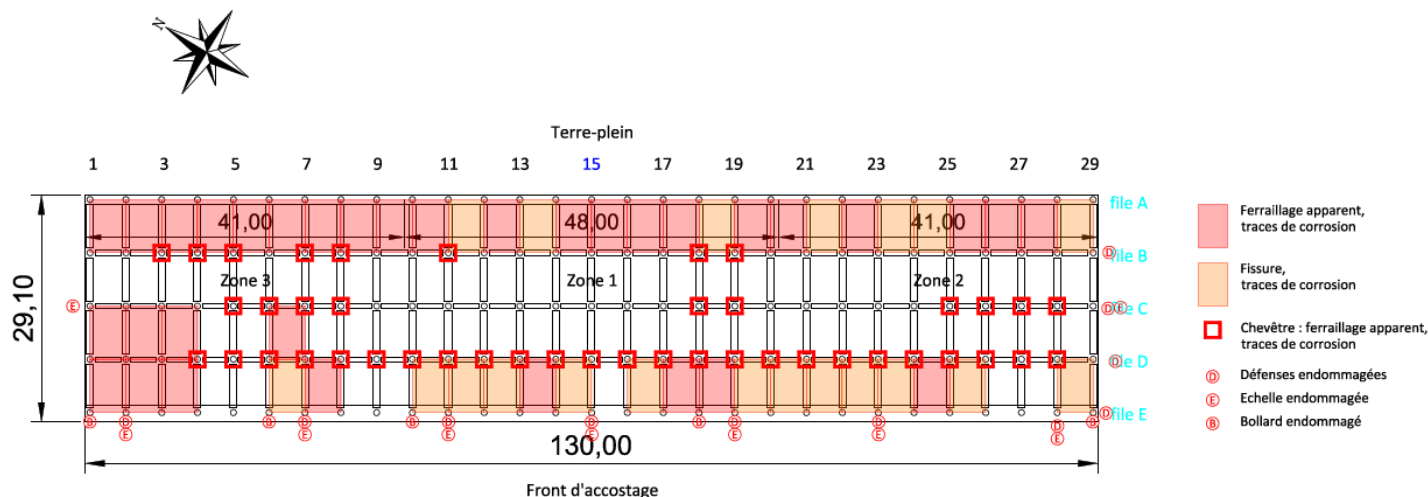 N
Terre-plein
1 3 5 7 9 11 13 15 17 19 21 23 25 27 29
file A
41,00 48,00 41,00
D
file B
Zone 3 Zone 1 Zone 2
E D E
file C
29,10
D
file D
D
file E
B D B D D D B D D D B
E E E E E E E
130,00
Front d'accostage
Ferraillage apparent,
traces de corrosion
Fissure,
traces de corrosion
Chevêtre : ferraillage apparent,
traces de corrosion
D Défenses endommagées
E Echelle endommagée
B Bollard endommagé